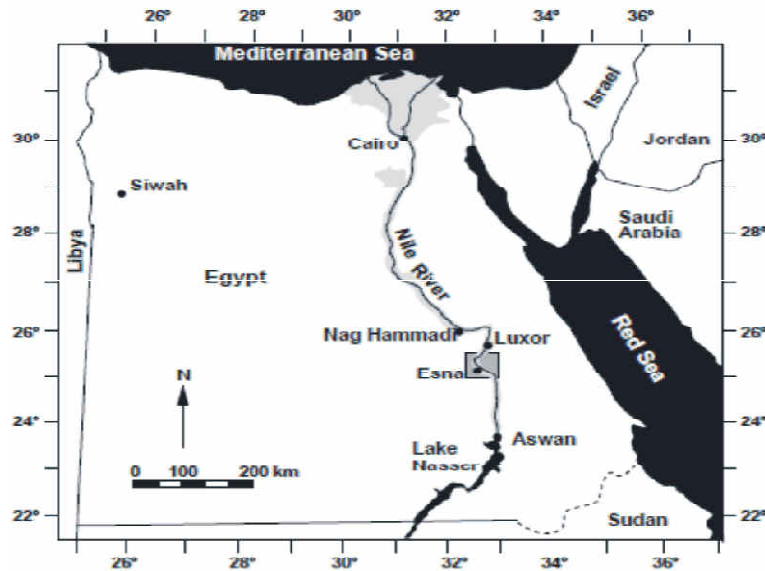 26° 28° 30° 32° 34° 36°
Mediterranean Sea
Israel
30°
Cairo
Jordan
30°
Siwah
Saudi
Arabia
28°
28°
Libya
Nile River
Egypt
26°
Nag Hammadi
Luxor
Red Sea
26°
Esna
N
24°
Lake
Nasser
Aswan
24°
0 100 200 km
22°
Sudan
22°
26° 28° 30° 32° 34° 36°